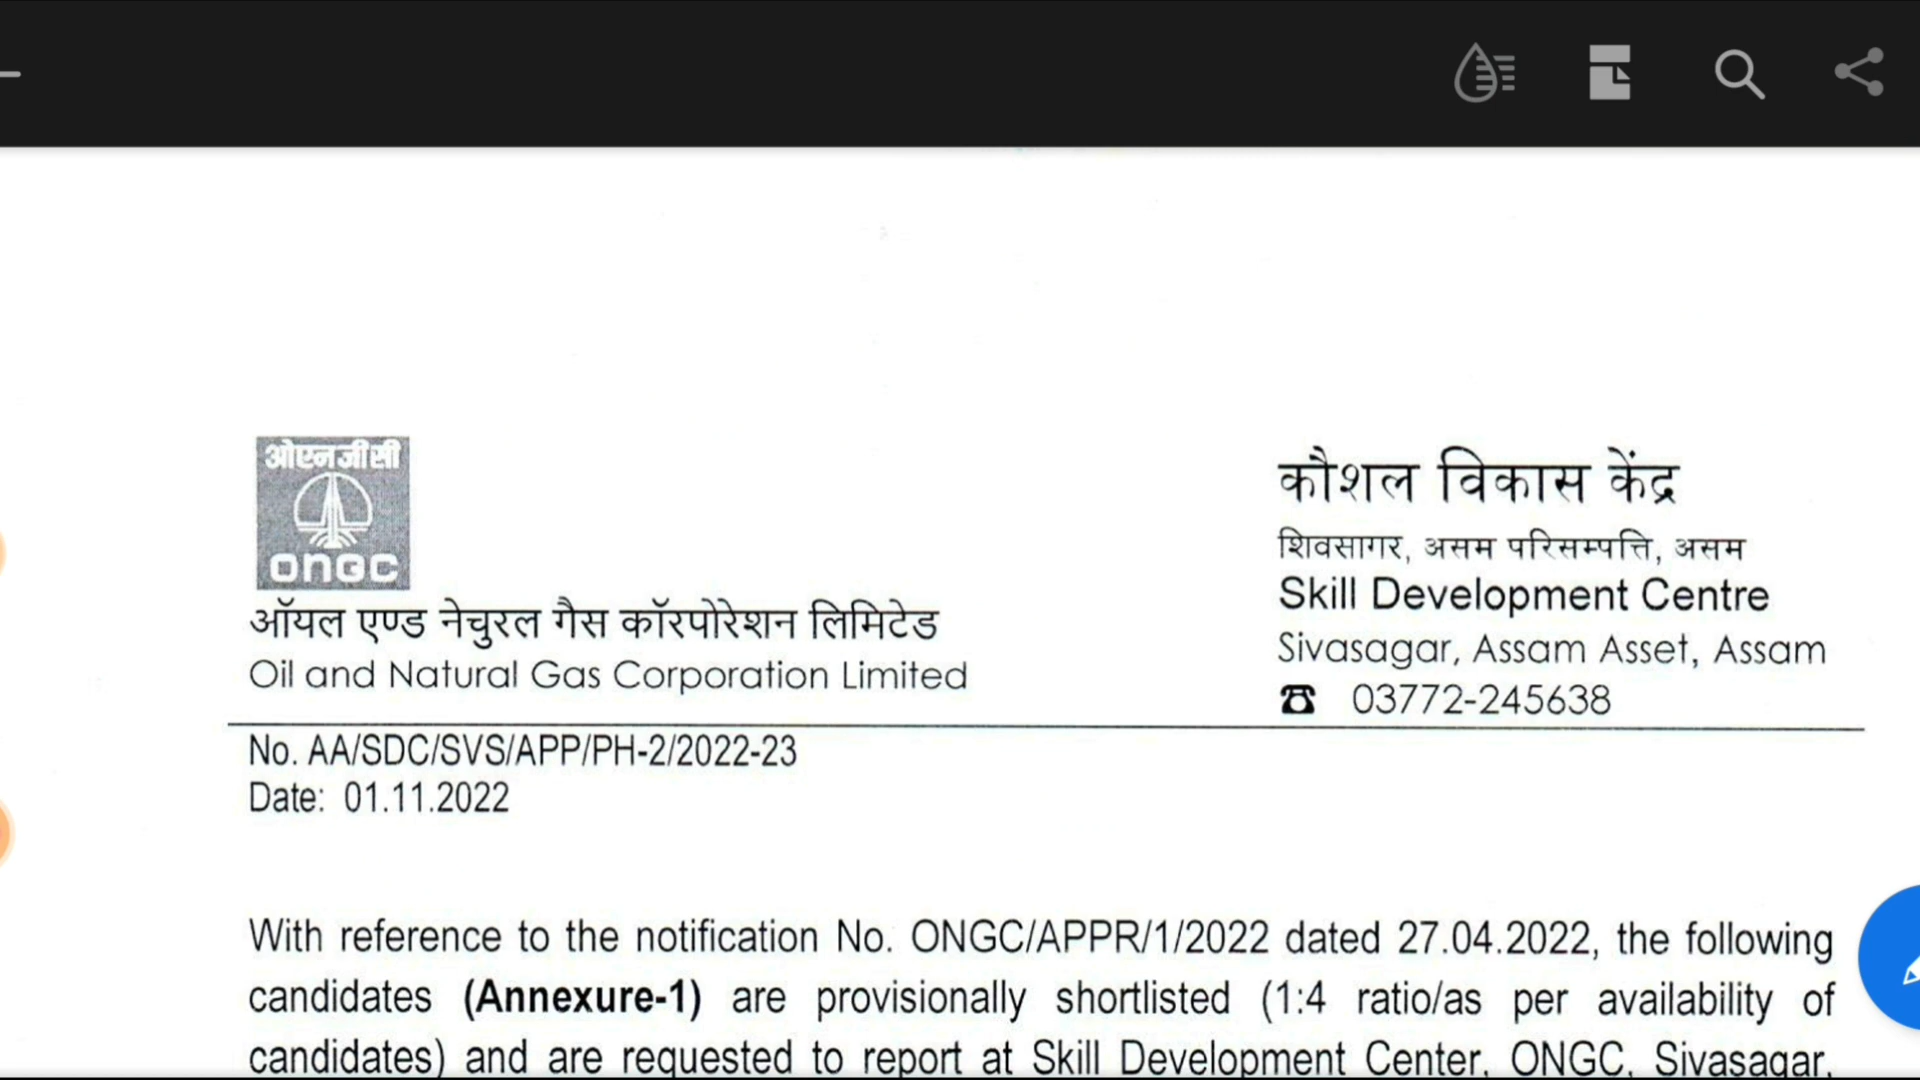 ओएनजीसी
ONGC
ऑयल एण्ड नेचुरल गैस कॉरपोरेशन लिमिटेड
Oil and Natural Gas Corporation Limited
कौशल विकास केंद्र
शिवसागर, असम परिसम्पत्ति, असम
Skill Development Centre
Sivasagar, Assam Asset, Assam
☎ 03772-245638
No. AA/SDC/SVS/APP/PH-2/2022-23
Date: 01.11.2022
With reference to the notification No. ONGC/APPR/1/2022 dated 27.04.2022, the following
candidates (Annexure-1) are provisionally shortlisted (1:4 ratio/as per availability of
candidates) and are requested to report at Skill Development Center, ONGC, Sivasagar,